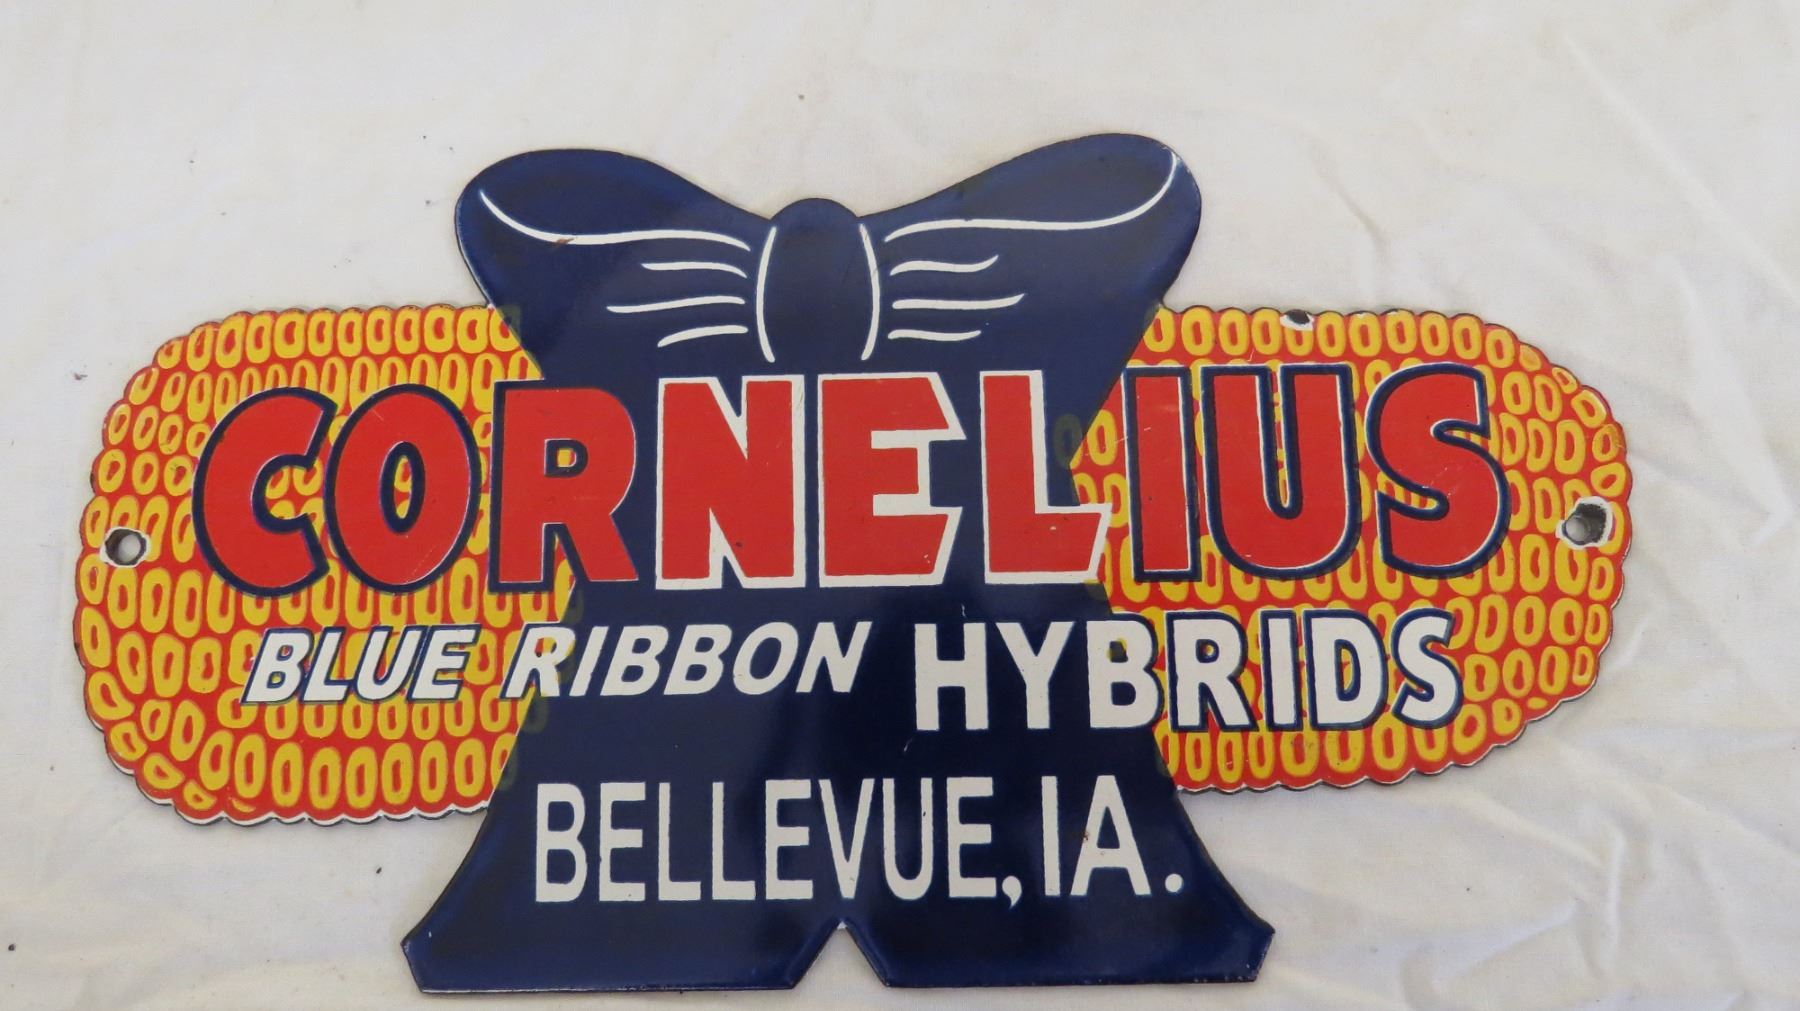 CORNELIUS
BLUE RIBBON HYBRIDS
BELLEVUE, IA.